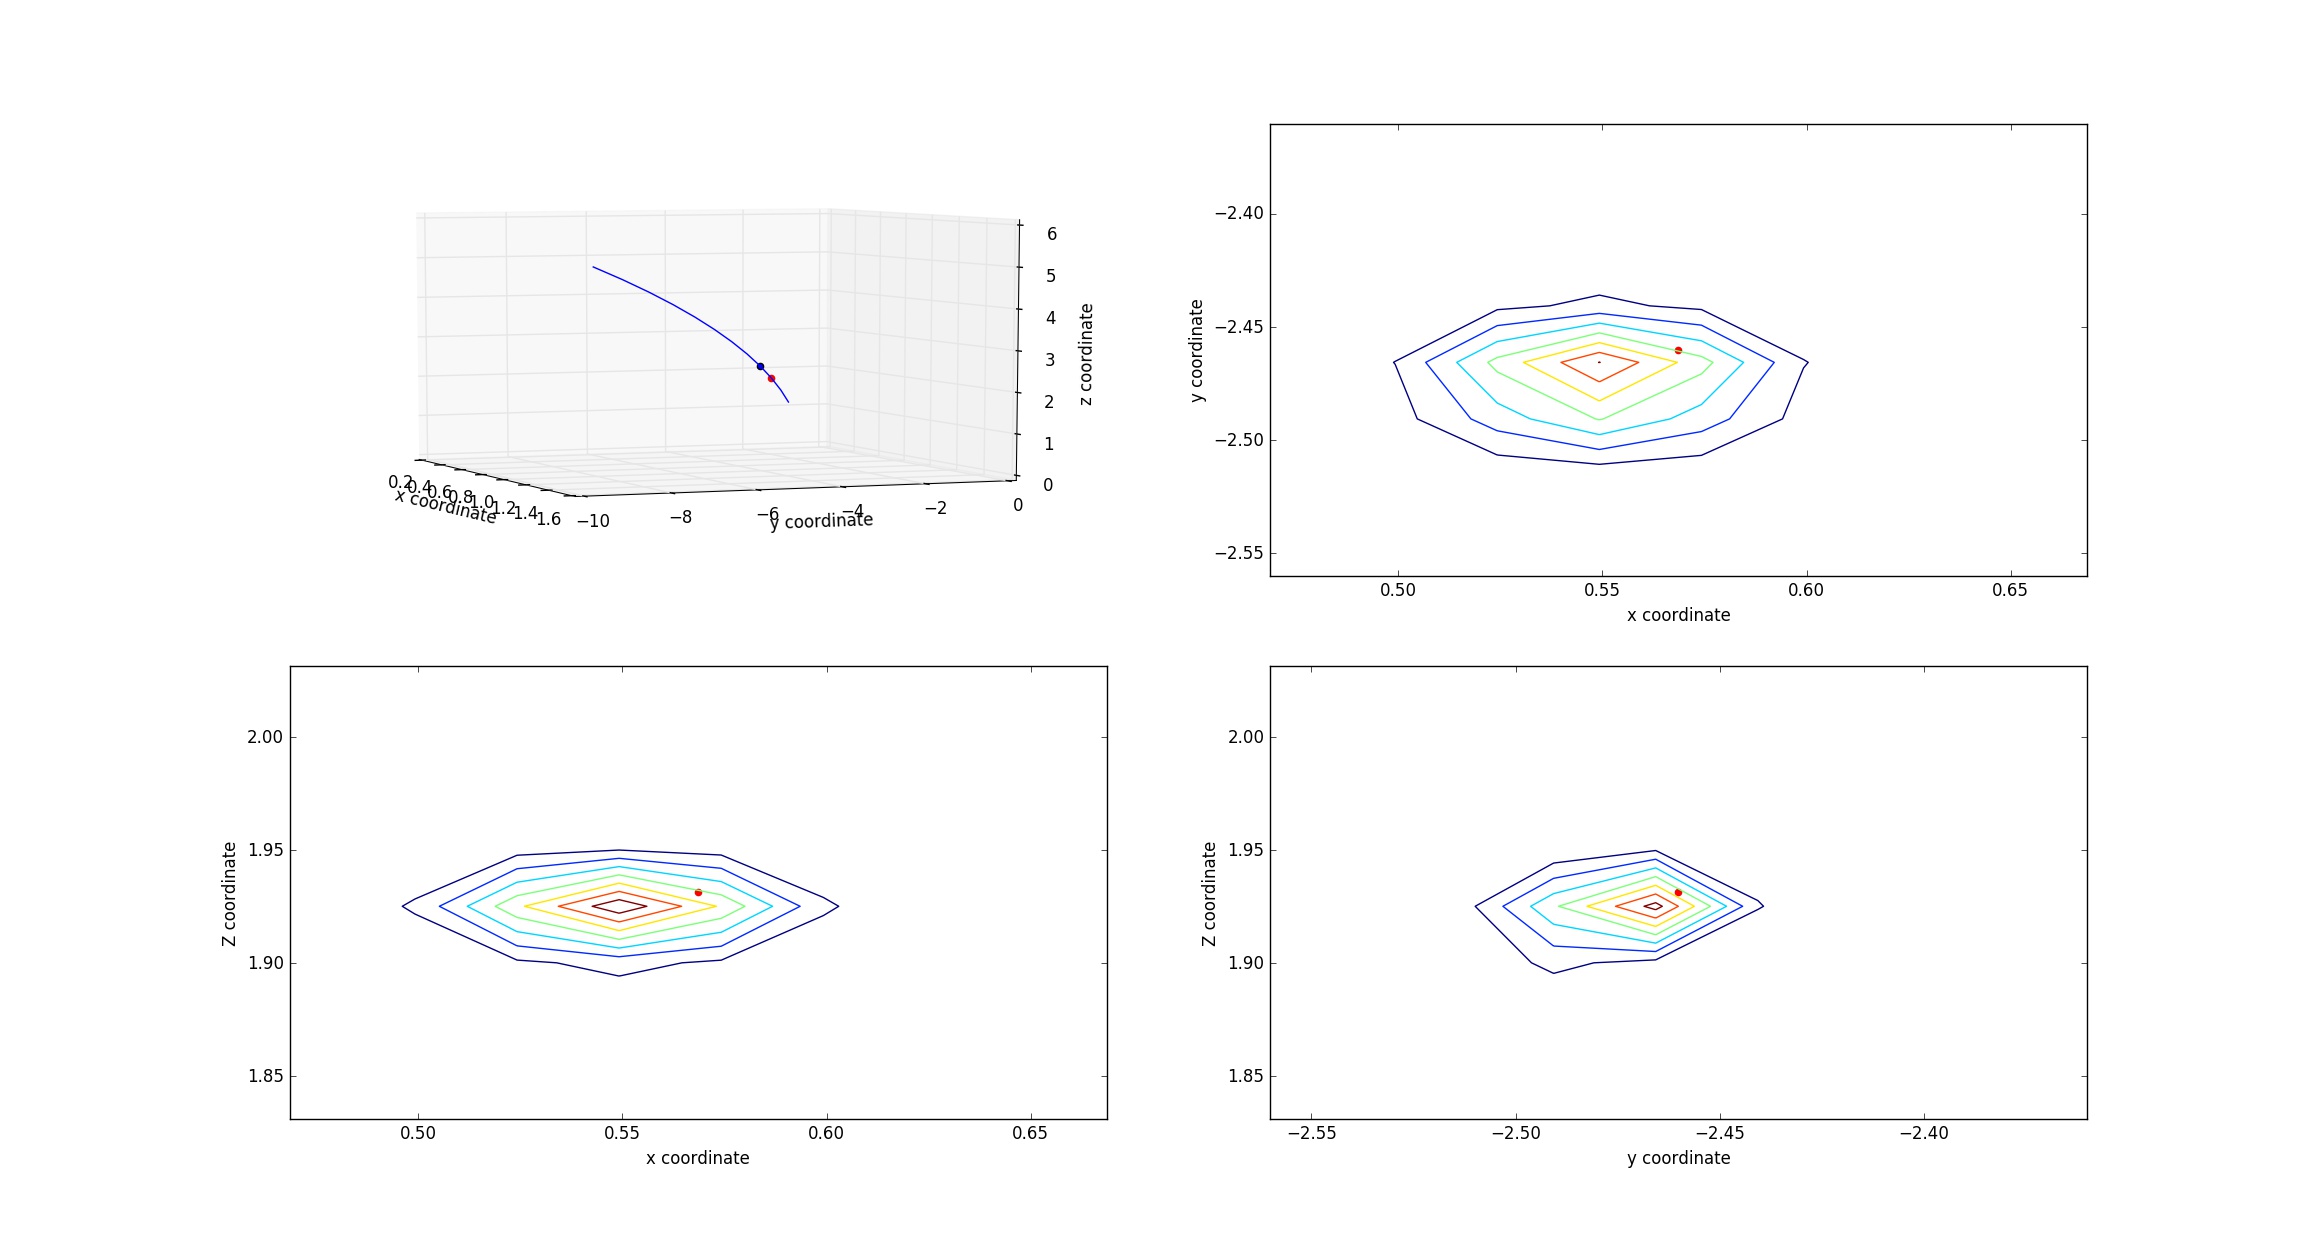 6
5
4
3
2
1
0
z coordinate
0.2
0.4
0.6
0.8
1.0
1.2
1.4
1.6
x coordinate
−10
−8
−6
−4
−2
0
y coordinate
−2.40
−2.45
−2.50
−2.55
y coordinate
0.50 0.55 0.60 0.65
x coordinate
2.00
1.95
1.90
1.85
Z coordinate
0.50 0.55 0.60 0.65
x coordinate
2.00
1.95
1.90
1.85
Z coordinate
−2.55 −2.50 −2.45 −2.40
y coordinate